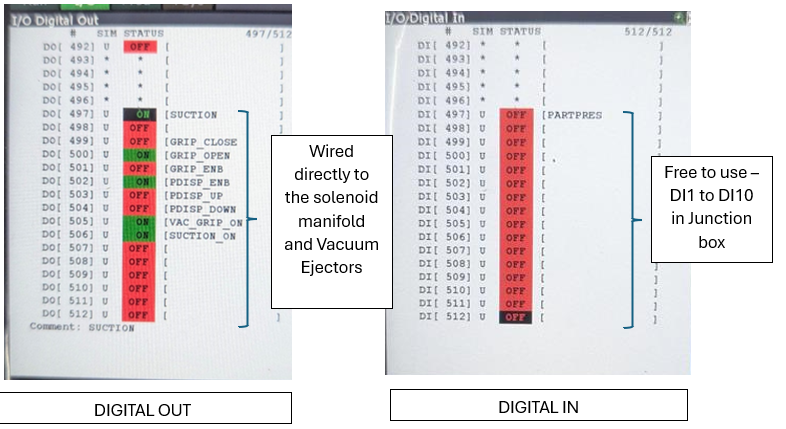 I/O Digital Out
# SIM STATUS 497/512
DO[ 492] U OFF [ ]
DO[ 493] * * [ ]
DO[ 494] * * [ ]
DO[ 495] * * [ ]
DO[ 496] * * [ ]
DO[ 497] U ON [SUCTION ]
DO[ 498] U OFF [ ]
DO[ 499] U OFF [GRIP_CLOSE ]
DO[ 500] U ON [GRIP_OPEN ]
DO[ 501] U OFF [GRIP_ENB ]
DO[ 502] U ON [PDISP_ENB ]
DO[ 503] U OFF [PDISP_UP ]
DO[ 504] U OFF [PDISP_DOWN ]
DO[ 505] U ON [VAC_GRIP_ON ]
DO[ 506] U ON [SUCTION_ON ]
DO[ 507] U OFF [ ]
DO[ 508] U OFF [ ]
DO[ 509] U OFF [ ]
DO[ 510] U OFF [ ]
DO[ 511] U OFF [ ]
DO[ 512] U OFF [ ]
Comment: SUCTION
Wired
directly to
the solenoid
manifold
and Vacuum
Ejectors
DIGITAL OUT
I/O Digital In
# SIM STATUS 512/512
DI[ 492] * * [ ]
DI[ 493] * * [ ]
DI[ 494] * * [ ]
DI[ 495] * * [ ]
DI[ 496] * * [ ]
DI[ 497] U OFF [PARTPRES ]
DI[ 498] U OFF [ ]
DI[ 499] U OFF [ ]
DI[ 500] U OFF [ ]
DI[ 501] U OFF [ ]
DI[ 502] U OFF [ ]
DI[ 503] U OFF [ ]
DI[ 504] U OFF [ ]
DI[ 505] U OFF [ ]
DI[ 506] U OFF [ ]
DI[ 507] U OFF [ ]
DI[ 508] U OFF [ ]
DI[ 509] U OFF [ ]
DI[ 510] U OFF [ ]
DI[ 511] U OFF [ ]
DI[ 512] U OFF [ ]
Free to use –
DI1 to DI10
in Junction
box
DIGITAL IN